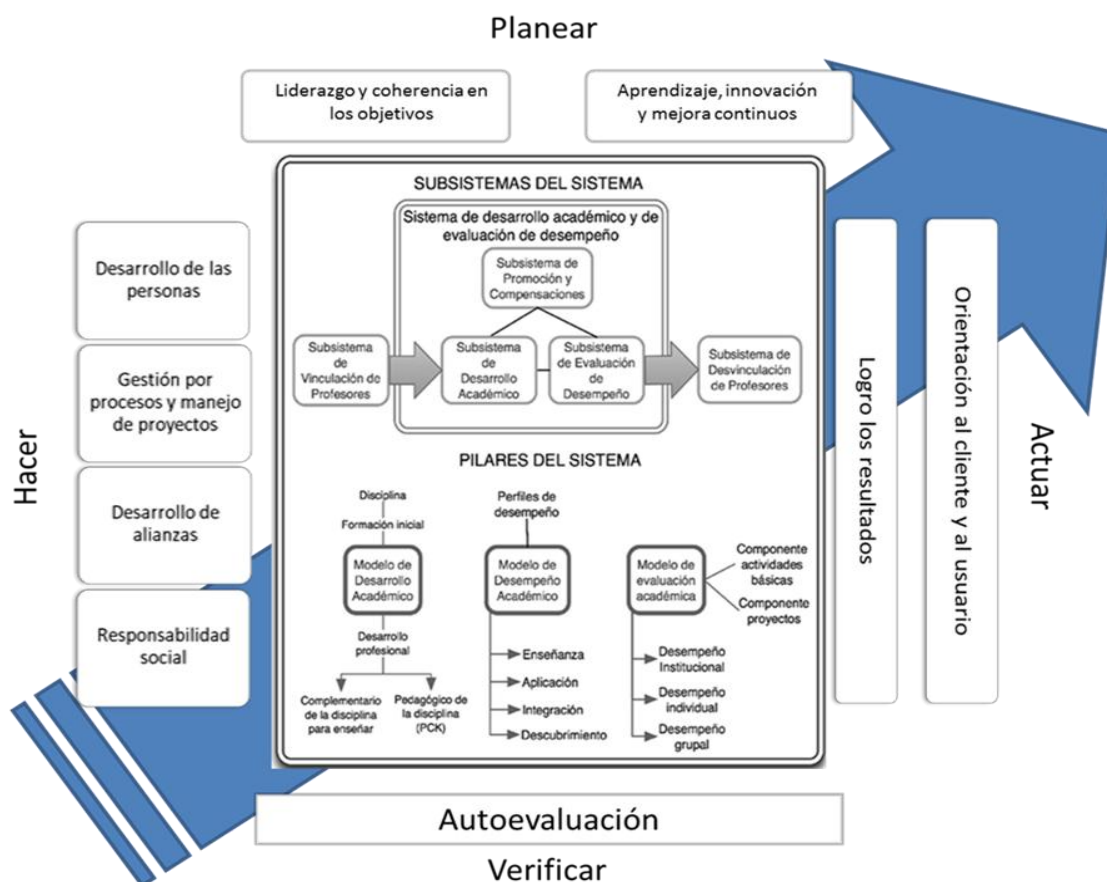 Planear
Liderazgo y coherencia en
los objetivos
Aprendizaje, innovación
y mejora continuos
Hacer
Desarrollo de las
personas
Gestión por
procesos y manejo
de proyectos
Desarrollo de
alianzas
Responsabilidad
social
SUBSISTEMAS DEL SISTEMA
Sistema de desarrollo académico y de
evaluación de desempeño
Subsistema de
Promoción y
Compensaciones
Subsistema
de
Vinculación de
Profesores
Subsistema
de
Desarrollo
Académico
Subsistema
de Evaluación
de
Desempeño
Subsistema de
Desvinculación
de Profesores
PILARES DEL SISTEMA
Disciplina
Formación inicial
Modelo de
Desarrollo
Académico
Desarrollo
profesional
Complementario
de la disciplina
para enseñar
Pedagógico de
la disciplina
(PCK)
Perfiles de
desempeño
Modelo de
Desempeño
Académico
Enseñanza
Aplicación
Integración
Descubrimiento
Modelo de
evaluación
académica
Componente
actividades
básicas
Componente
proyectos
Desempeño
Institucional
Desempeño
individual
Desempeño
grupal
Logro los resultados
Orientación al cliente y al usuario
Actuar
Autoevaluación
Verificar